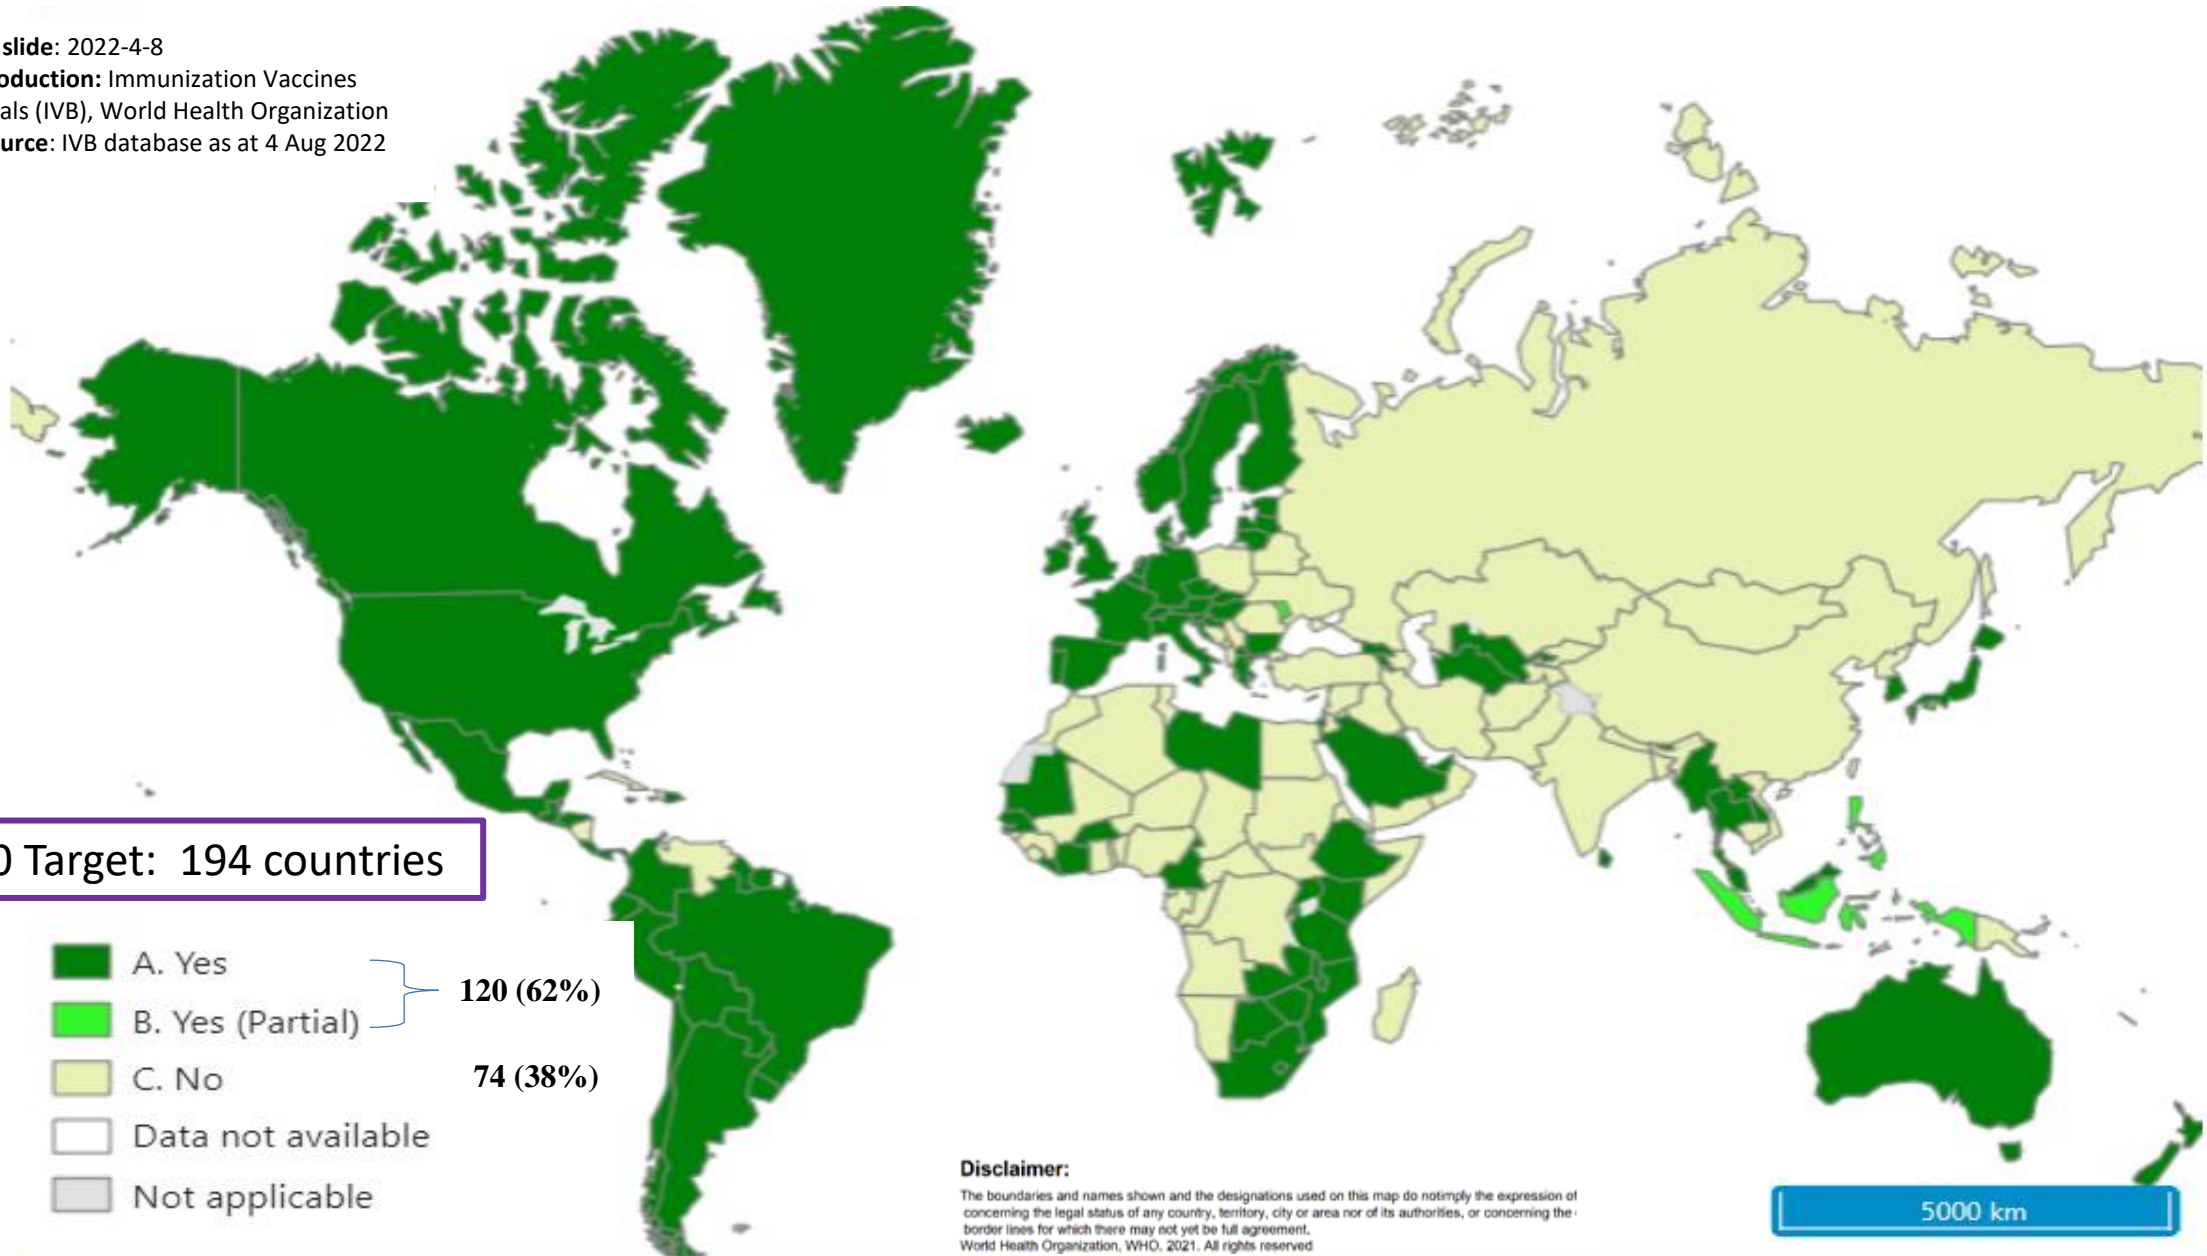 slide: 2022-4-8
oduction: Immunization Vaccines
als (IVB), World Health Organization
urce: IVB database as at 4 Aug 2022
0 Target: 194 countries
A. Yes
B. Yes (Partial)
120 (62%)
C. No
74 (38%)
Data not available
Not applicable
Disclaimer:
The boundaries and names shown and the designations used on this map do notimply the expression of
concerning the legal status of any country, territory, city or area nor of its authorities, or concerning the
border lines for which there may not yet be full agreement.
World Health Organization, WHO, 2021. All rights reserved
5000 km